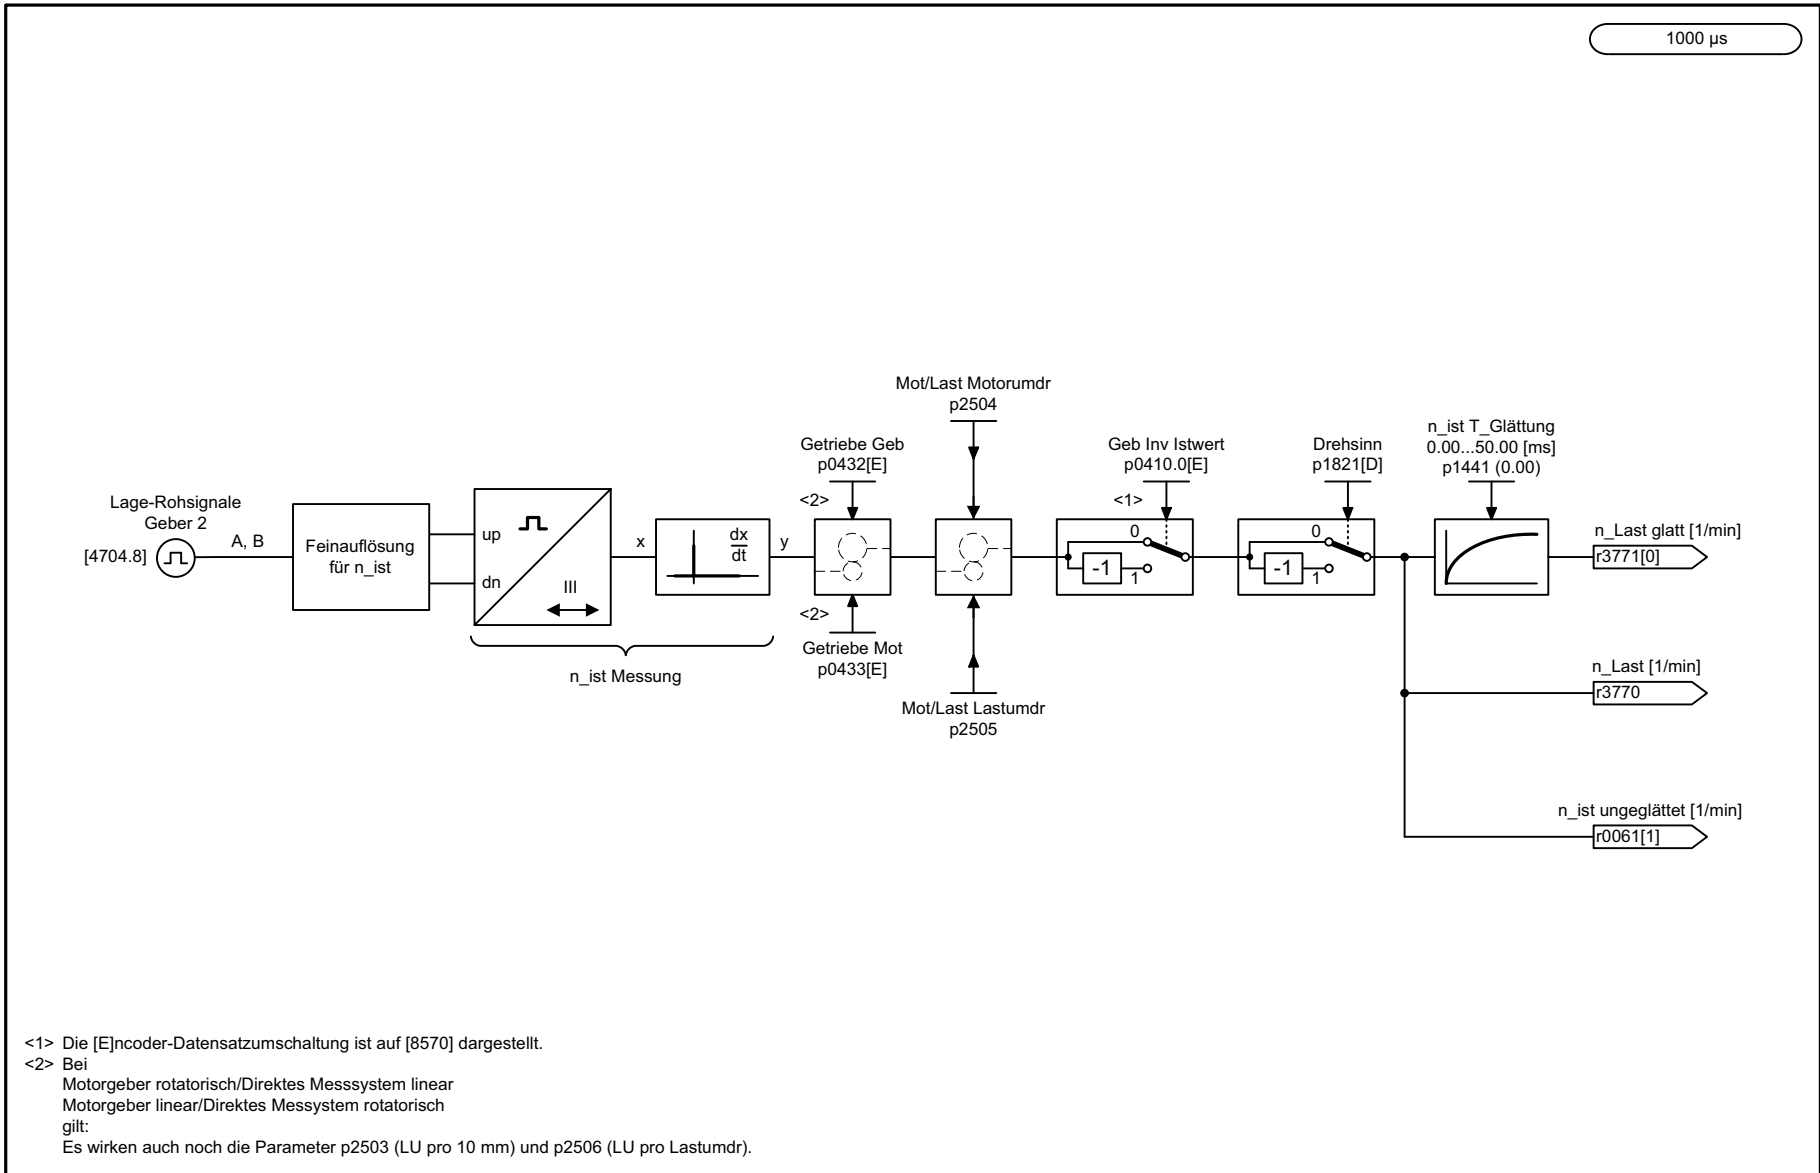 1000 µs
Mot/Last Motorumdr
p2504
Getriebe Geb
p0432[E]
<2>
Geb Inv Istwert
p0410.0[E]
<1>
Drehsinn
p1821[D]
n_ist T_Glättung
0.00...50.00 [ms]
p1441 (0.00)
Lage-Rohsignale
Geber 2
[4704.8]
A, B
Feinauflösung
für n_ist
up
dn
III
x
dx
dt
y
0
-1
1
0
-1
1
n_Last glatt [1/min]
r3771[0]
<2>
Getriebe Mot
p0433[E]
n_ist Messung
Mot/Last Lastumdr
p2505
n_Last [1/min]
r3770
n_ist ungeglättet [1/min]
r0061[1]
<1> Die [E]ncoder-Datensatzumschaltung ist auf [8570] dargestellt.
<2> Bei
Motorgeber rotatorisch/Direktes Messsystem linear
Motorgeber linear/Direktes Messystem rotatorisch
gilt:
Es wirken auch noch die Parameter p2503 (LU pro 10 mm) und p2506 (LU pro Lastumdr).